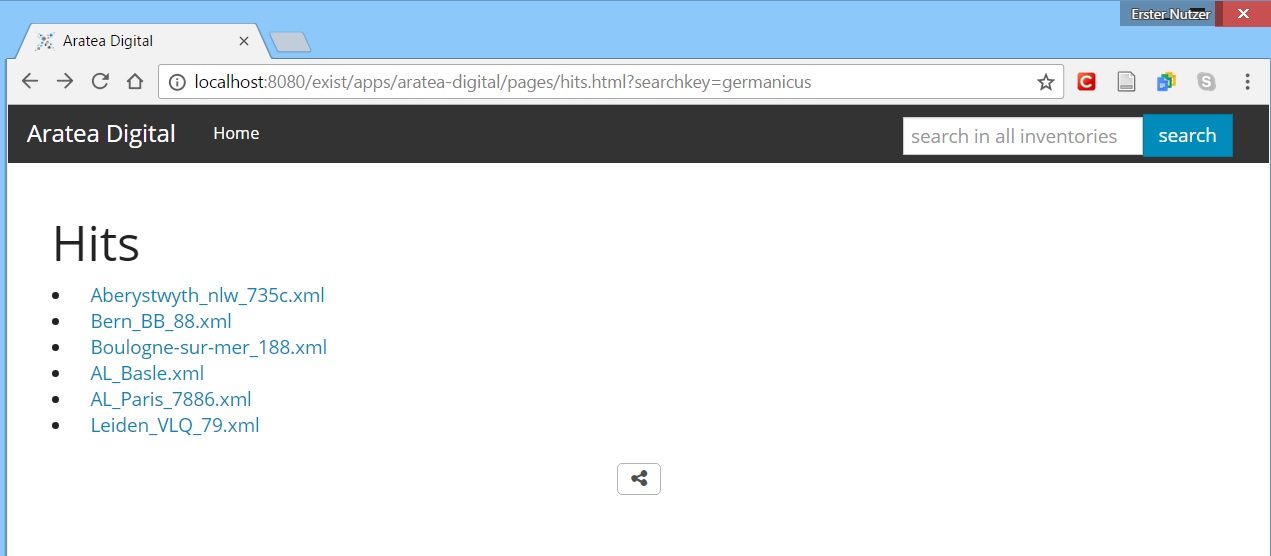 Erster Nutzer
Aratea Digital
localhost:8080/exist/apps/aratea-digital/pages/hits.html?searchkey=germanicus
Aratea Digital Home search in all inventories search
Hits
Aberystwyth_nlw_735c.xml
Bern_BB_88.xml
Boulogne-sur-mer_188.xml
AL_Basle.xml
AL_Paris_7886.xml
Leiden_VLQ_79.xml